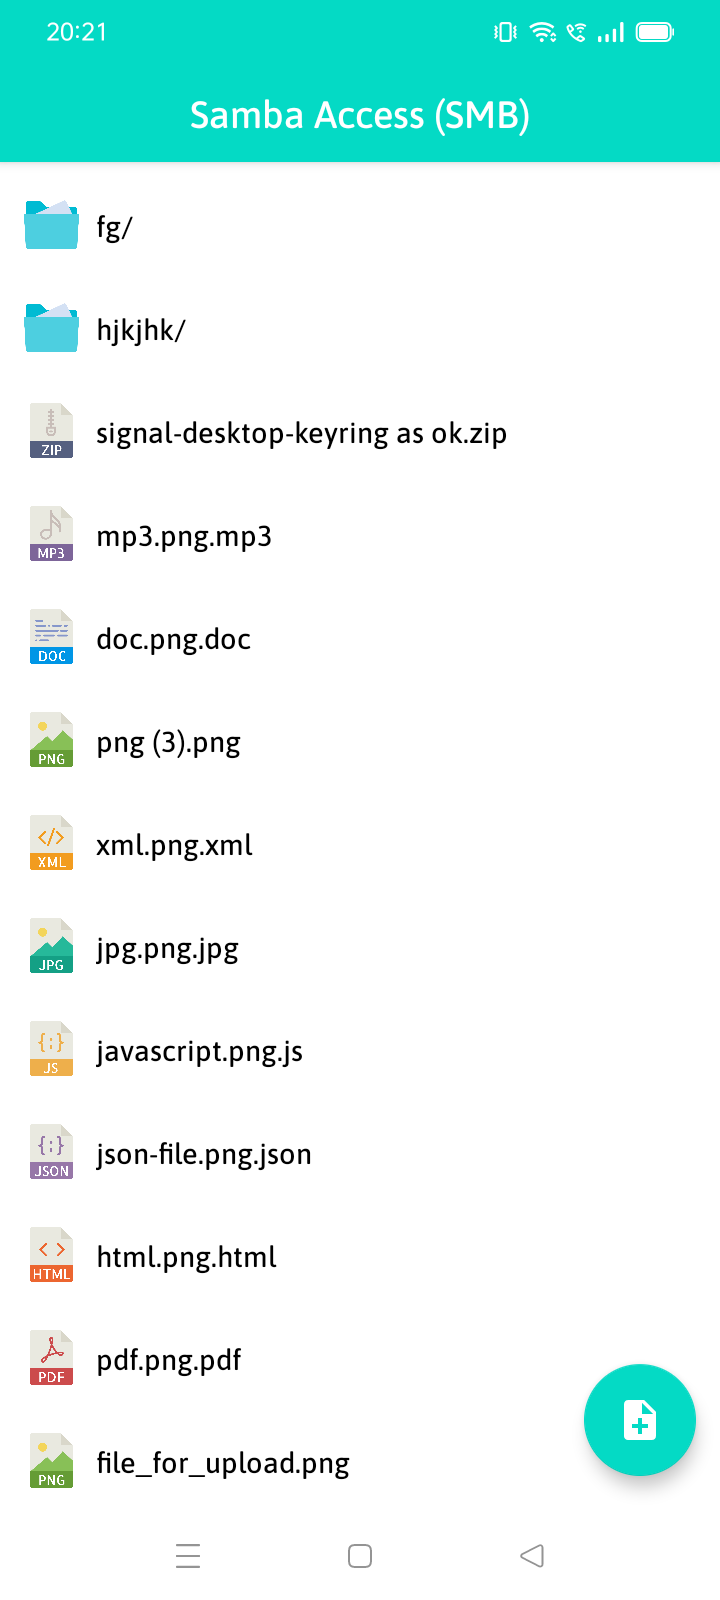 20:21
Samba Access (SMB)
fg/
hjkjhk/
ZIP
signal-desktop-keyring as ok.zip
MP3
mp3.png.mp3
DOC
doc.png.doc
PNG
png (3).png
XML
xml.png.xml
JPG
jpg.png.jpg
JS
javascript.png.js
JSON
json-file.png.json
HTML
html.png.html
PDF
pdf.png.pdf
PNG
file_for_upload.png